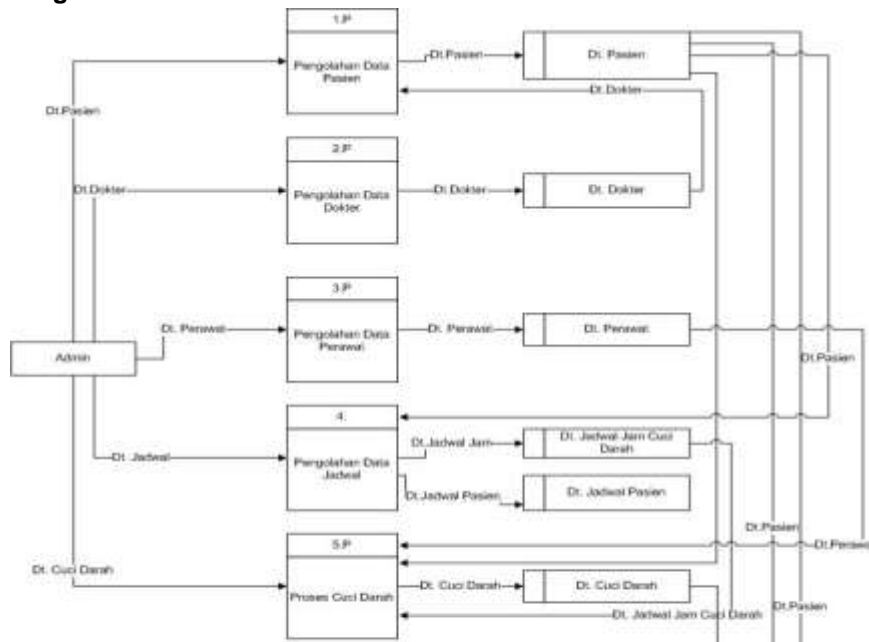 1.P
Pengolahan Data
Pasien
Dt.Pasien
Dt. Pasien
Dt.Dokter
Dt.Pasien
2.P
Pengolahan Data
Dokter
Dt.Dokter
Dt.Dokter
Dt. Dokter
3.P
Pengolahan Data
Perawat
Dt. Perawat
Dt. Perawat
Dt. Perawat
Admin
Dt.Pasien
4.
Pengolahan Data
Jadwal
Dt. Jadwal
Dt.Jadwal Jam
Dt. Jadwal Jam Cuci
Darah
Dt.Jadwal Pasien
Dt. Jadwal Pasien
Dt.Pasien
5.P
Proses Cuci Darah
Dt. Cuci Darah
Dt. Cuci Darah
Dt. Cuci Darah
Dt. Jadwal Jam Cuci Darah
Dt.Pasien